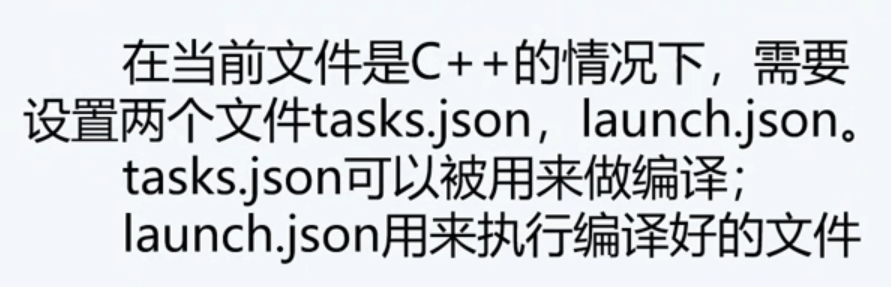 在当前文件是C++的情况下，需要
设置两个文件tasks.json，launch.json。
tasks.json可以被用来做编译；
launch.json用来执行编译好的文件